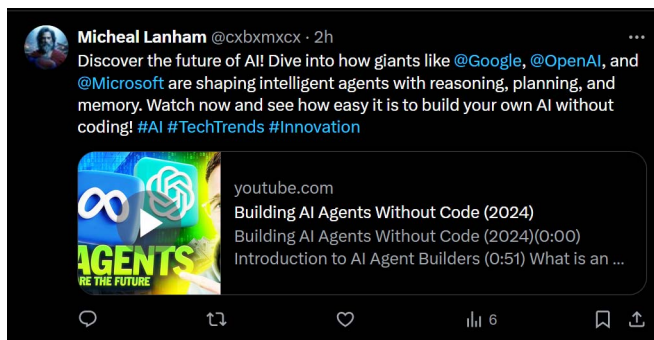 Micheal Lanham @cxbxmxcx · 2h
Discover the future of AI! Dive into how giants like @Google, @OpenAI, and
@Microsoft are shaping intelligent agents with reasoning, planning, and
memory. Watch now and see how easy it is to build your own AI without
coding! #AI #TechTrends #Innovation
AGENTS
RE THE FUTURE
youtube.com
Building AI Agents Without Code (2024)
Building AI Agents Without Code (2024)(0:00)
Introduction to AI Agent Builders (0:51) What is an ...
6